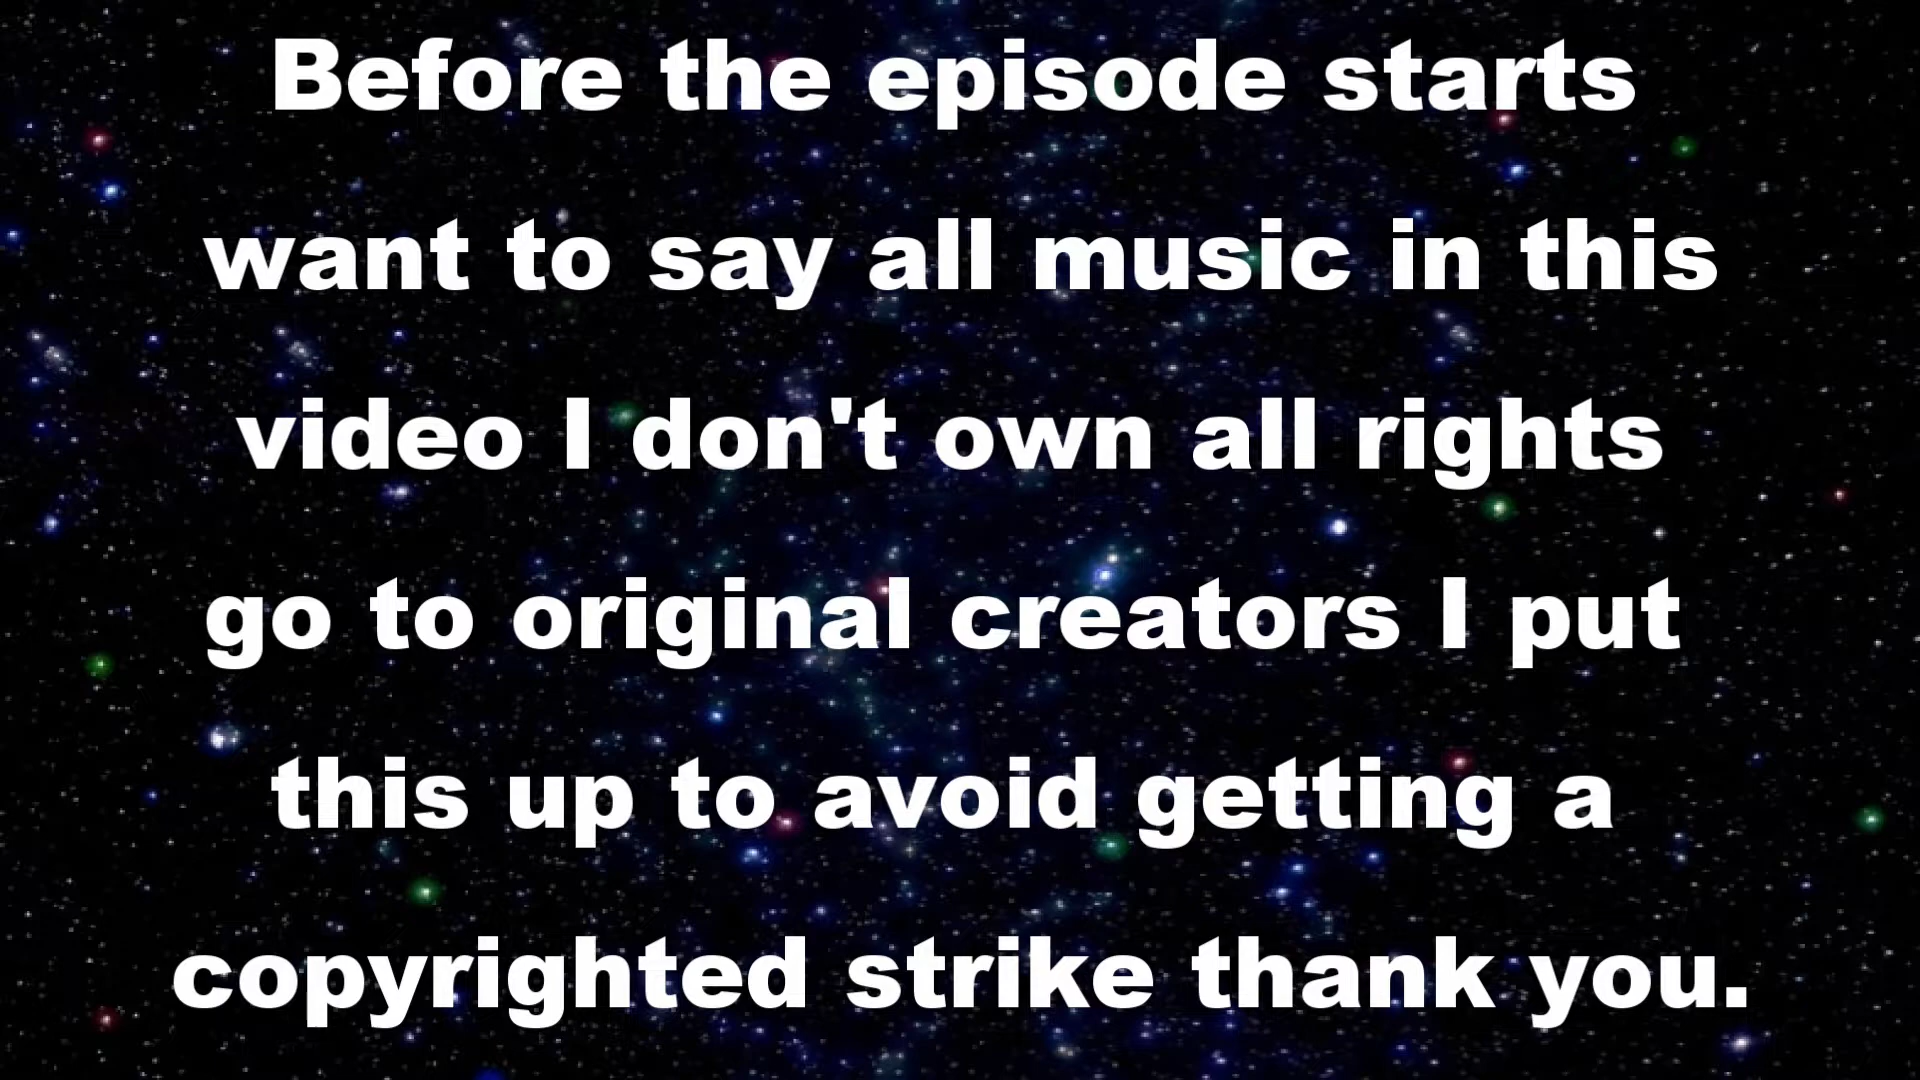 Before the episode starts
want to say all music in this
video I don't own all rights
go to original creators I put
this up to avoid getting a
copyrighted strike thank you.